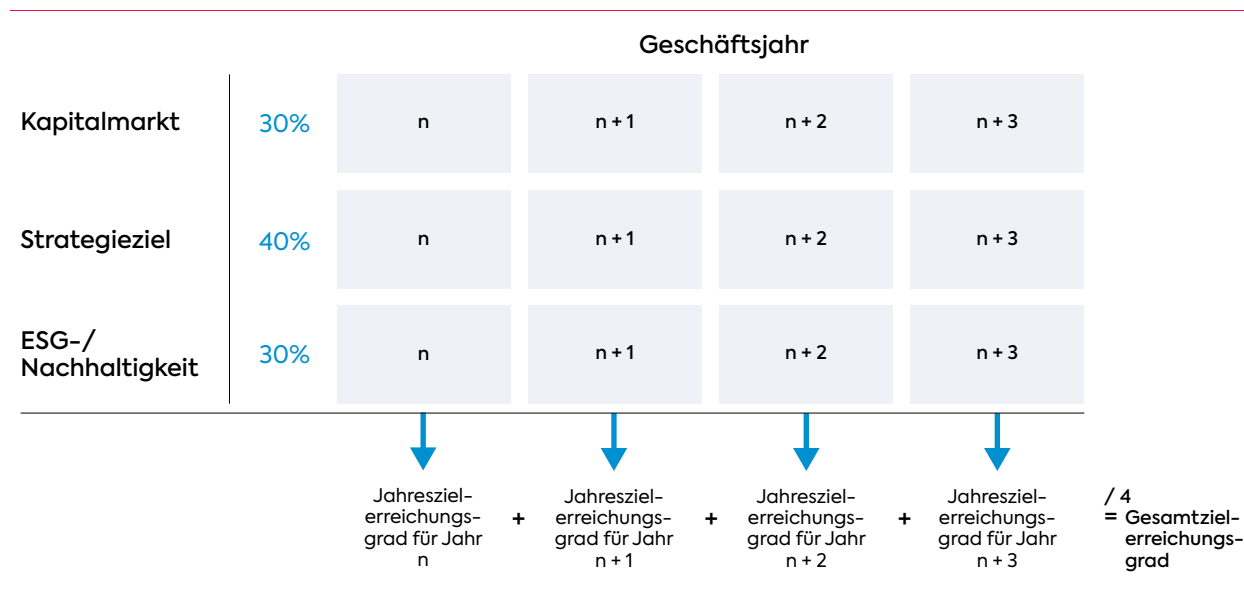 Geschäftsjahr
Kapitalmarkt
30%
n
n + 1
n + 2
n + 3
Strategieziel
40%
n
n + 1
n + 2
n + 3
ESG-/
Nachhaltigkeit
30%
n
n + 1
n + 2
n + 3
Jahresziel-
erreichungs-
grad für Jahr
n
+
Jahresziel-
erreichungs-
grad für Jahr
n + 1
+
Jahresziel-
erreichungs-
grad für Jahr
n + 2
+
Jahresziel-
erreichungs-
grad für Jahr
n + 3
/ 4
= Gesamtziel-
erreichungs-
grad